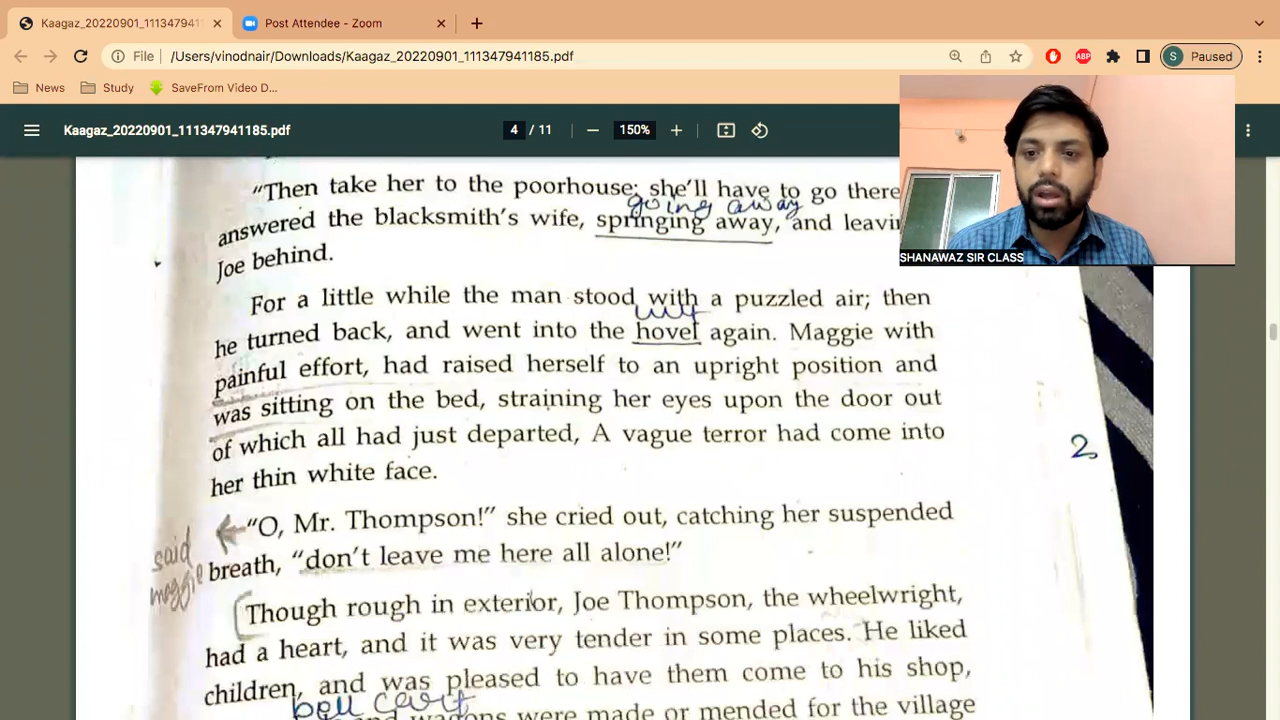 Kaagaz_20220901_1113479411
Post Attendee - Zoom
File
/Users/vinodnair/Downloads/Kaagaz_20220901_111347941185.pdf
ABP
S
Paused
News
Study
SaveFrom Video D...
Kaagaz_20220901_111347941185.pdf
4 / 11
150%
SHANAWAZ SIR CLASS
"Then take her to the poorhouse; she'll have to go there
going away
answered the blacksmith's wife, springing away, and leavin
Joe behind.
For a little while the man stood with a puzzled air; then
he turned back, and went into the hovel again. Maggie with
painful effort, had raised herself to an upright position and
was sitting on the bed, straining her eyes upon the door out
of which all had just departed, A vague terror had come into
her thin white face.
2
"O, Mr. Thompson!" she cried out, catching her suspended
said
breath, "don't leave me here all alone!"
maggie
Though rough in exterior, Joe Thompson, the wheelwright,
had a heart, and it was very tender in some places. He liked
children, and was pleased to have them come to his shop,
wagons were made or mended for the village